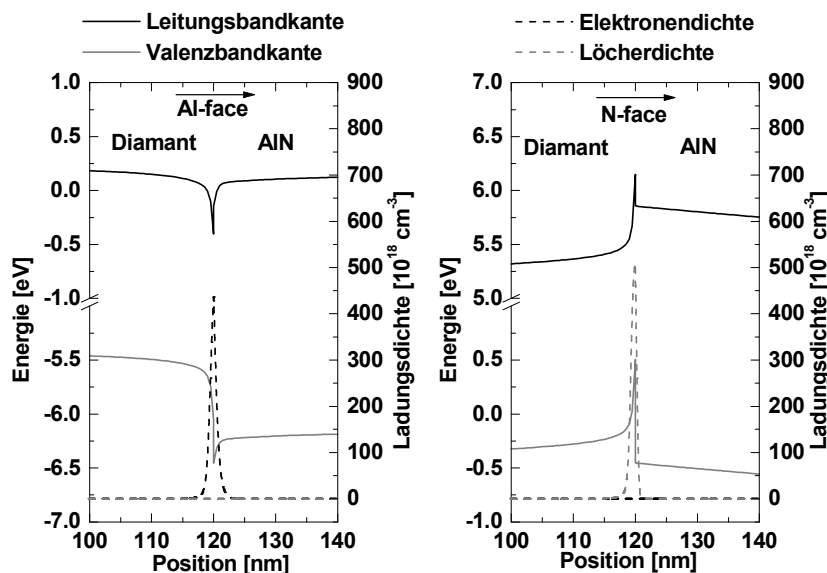 Leitungsbandkante
Valenzbandkante
Elektronendichte
Löcherdichte
1.0
0.5
0.0
-0.5
-1.0
-5.5
-6.0
-6.5
-7.0
Energie [eV]
Al-face
Diamant AlN
900
800
700
600
500
400
300
200
100
0
Ladungsdichte [10^18 cm^-3]
100 110 120 130 140
Position [nm]
7.0
6.5
6.0
5.5
5.0
0.5
0.0
-0.5
-1.0
Energie [eV]
N-face
Diamant AlN
900
800
700
600
500
400
300
200
100
0
Ladungsdichte [10^18 cm^-3]
100 110 120 130 140
Position [nm]